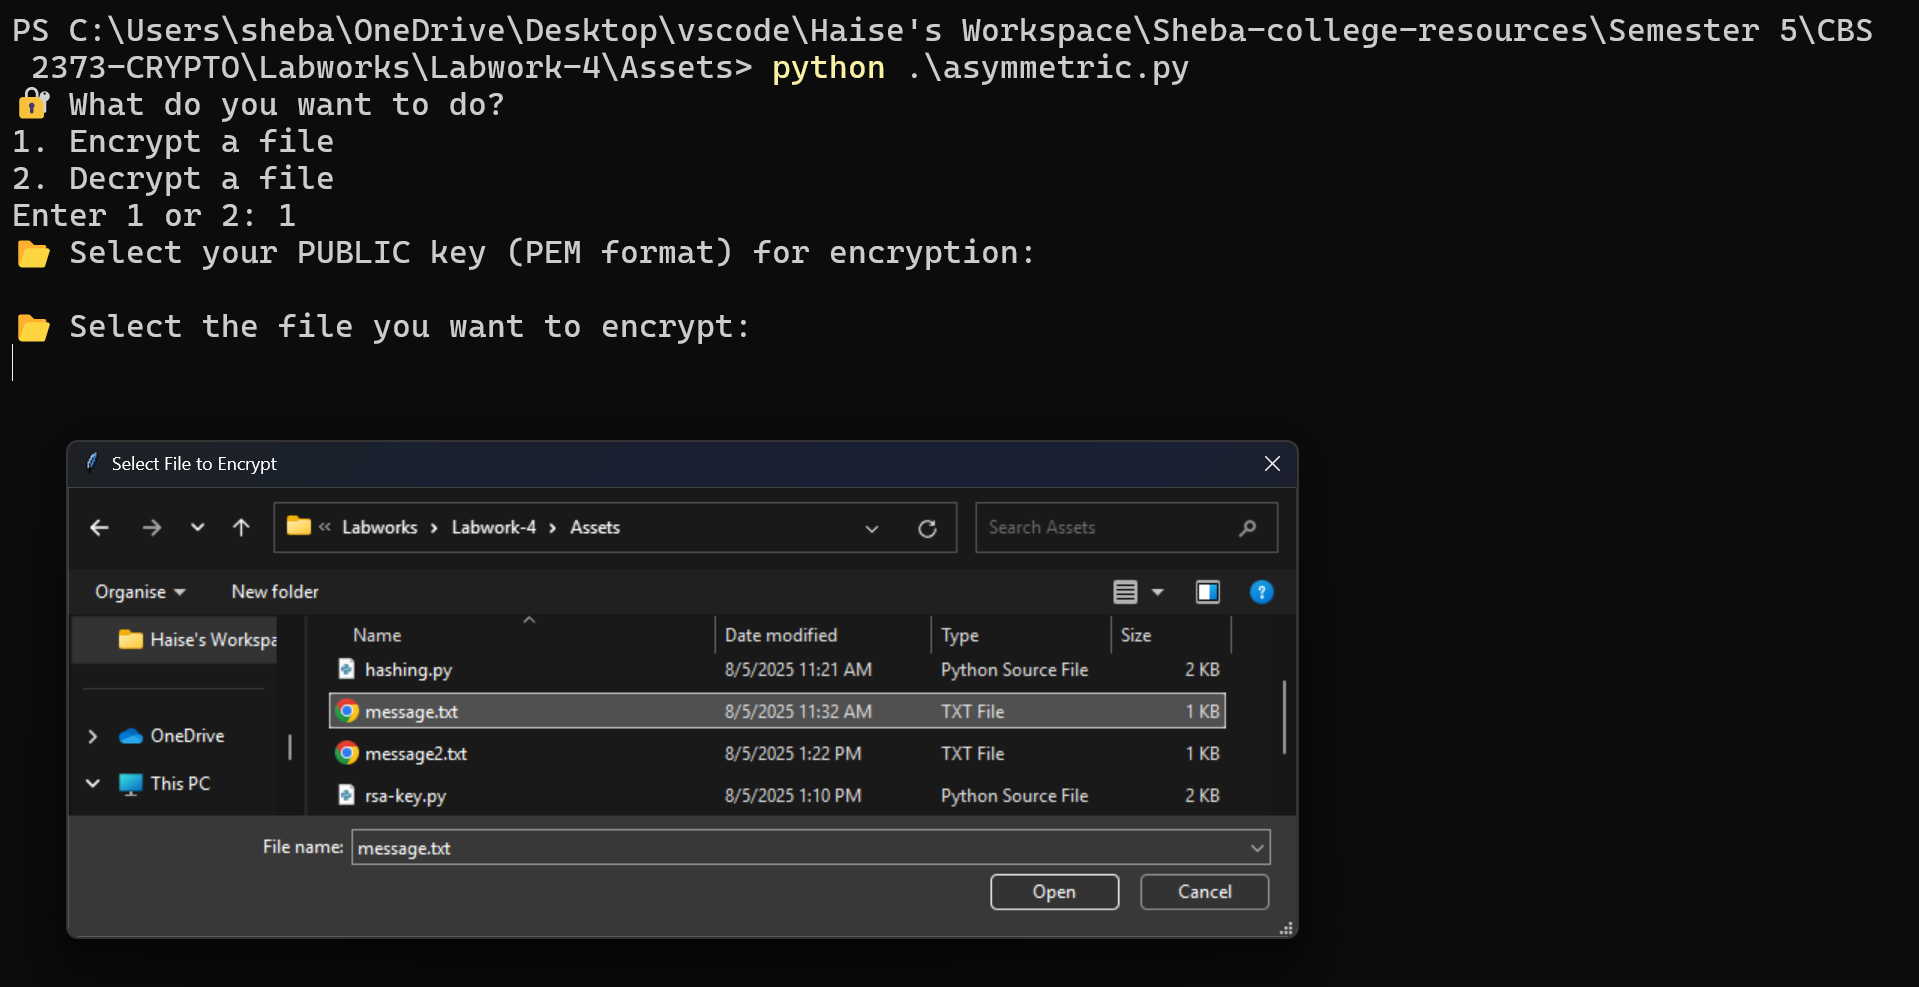 PS C:\Users\sheba\OneDrive\Desktop\vscode\Haise's Workspace\Sheba-college-resources\Semester 5\CBS
2373-CRYPTO\Labworks\Labwork-4\Assets> python .\asymmetric.py
🔐 What do you want to do?
1. Encrypt a file
2. Decrypt a file
Enter 1 or 2: 1
📂 Select your PUBLIC key (PEM format) for encryption:
📂 Select the file you want to encrypt:
Select File to Encrypt
« Labworks > Labwork-4 > Assets
Search Assets
Organise New folder
Haise's Workspa
OneDrive
This PC
Name Date modified Type Size
hashing.py 8/5/2025 11:21 AM Python Source File 2 KB
message.txt 8/5/2025 11:32 AM TXT File 1 KB
message2.txt 8/5/2025 1:22 PM TXT File 1 KB
rsa-key.py 8/5/2025 1:10 PM Python Source File 2 KB
File name: message.txt
Open Cancel